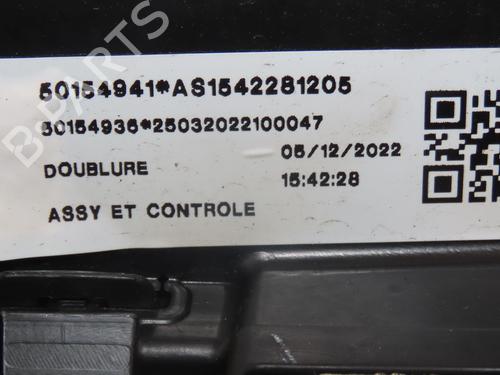 50154941*AS1542281205
50154936*25032022100047
05/12/2022
DOUBLURE
15:42:28
ASSY ET CONTROLE
B-PARTS